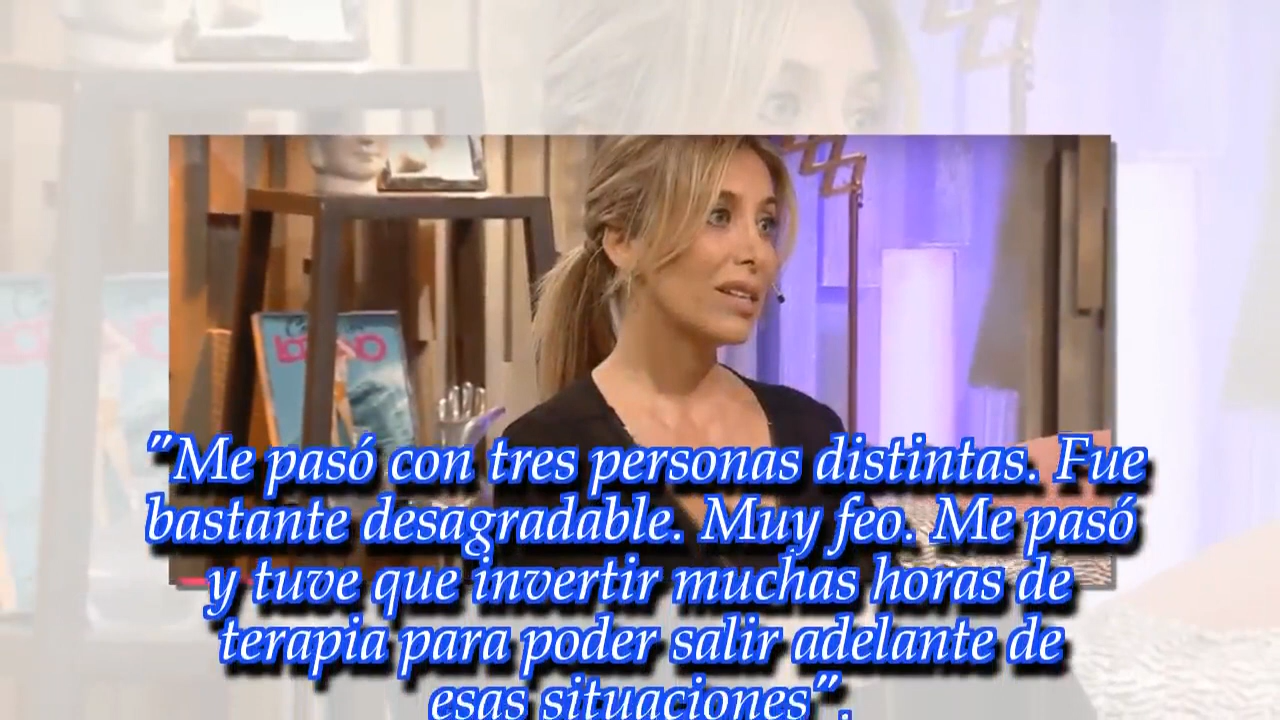 "Me pasó con tres personas distintas. Fue
bastante desagradable. Muy feo. Me pasó
y tuve que invertir muchas horas de
terapia para poder salir adelante de
esas situaciones".